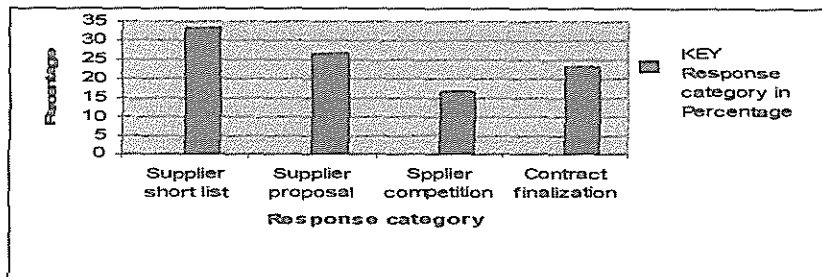 35
30
25
20
15
10
5
0
Percentage
Supplier short list
Supplier proposal
Spplier competition
Contract finalization
Response category
KEY
Response
category in
Percentage